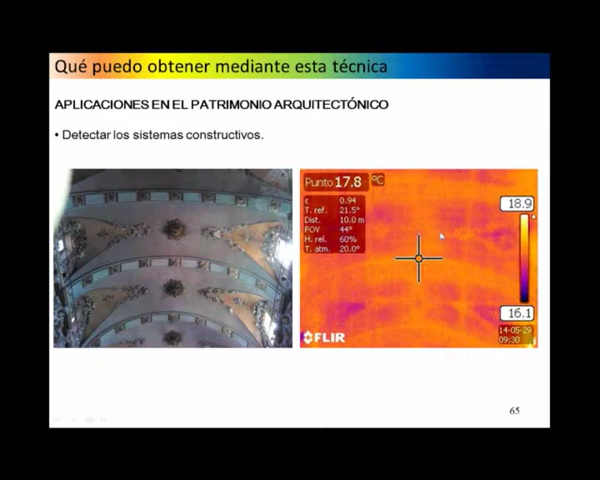 Qué puedo obtener mediante esta técnica
APLICACIONES EN EL PATRIMONIO ARQUITECTÓNICO
• Detectar los sistemas constructivos.
Punto 17.8 °C
ε 0.94
T. ref. 21.5°
Dist. 10.0 m
FOV 44°
H. rel. 60%
T. atm. 20.0°
18.9
16.1
14-05-29
09:30
FLIR
65